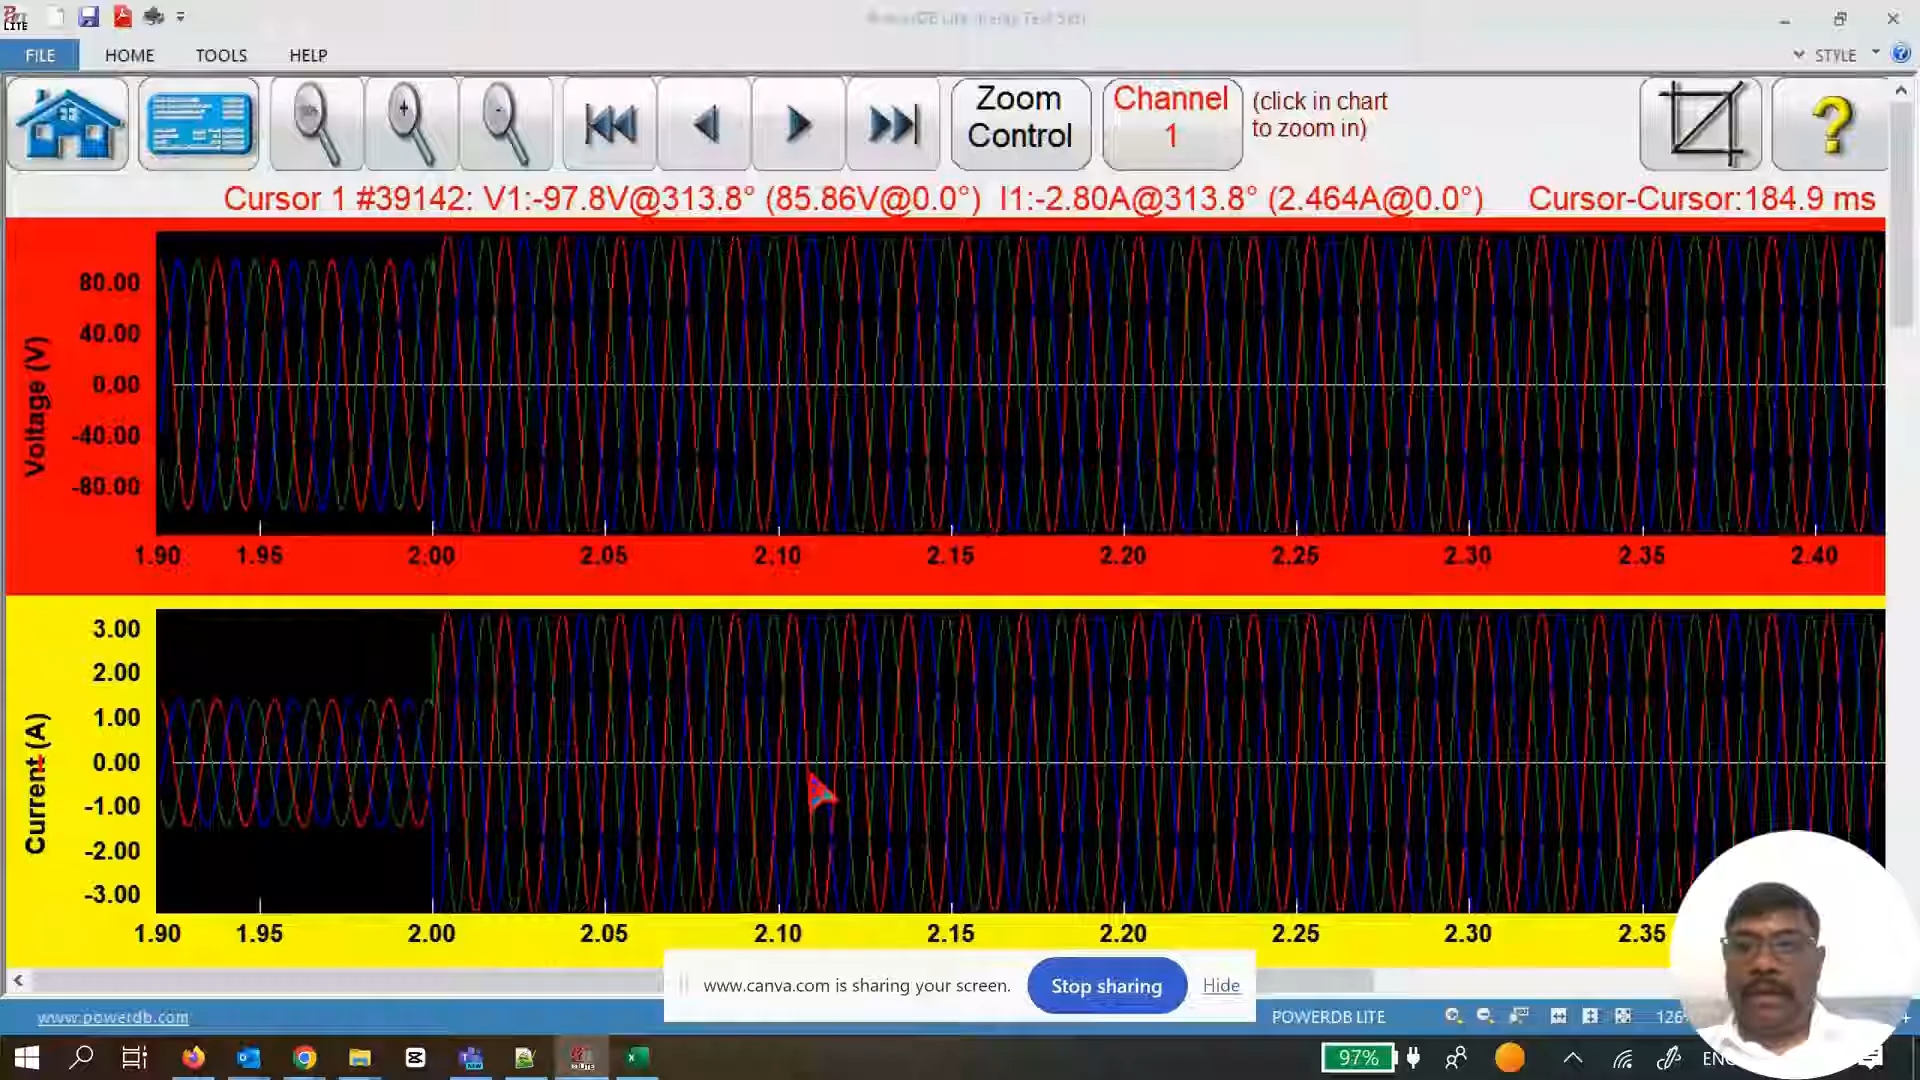 LITE
FILE
HOME
TOOLS
HELP
STYLE
Zoom
Control
Channel
1
(click in chart
to zoom in)
Cursor 1 #39142: V1:-97.8V@313.8° (85.86V@0.0°) I1:-2.80A@313.8° (2.464A@0.0°) Cursor-Cursor:184.9 ms
Voltage (V)
80.00
40.00
0.00
-40.00
-80.00
1.90 1.95 2.00 2.05 2.10 2.15 2.20 2.25 2.30 2.35 2.40
Current (A)
3.00
2.00
1.00
0.00
-1.00
-2.00
-3.00
1.90 1.95 2.00 2.05 2.10 2.15 2.20 2.25 2.30 2.35
www.canva.com is sharing your screen.
Stop sharing
Hide
www.powerdb.com
POWERDB LITE
97%